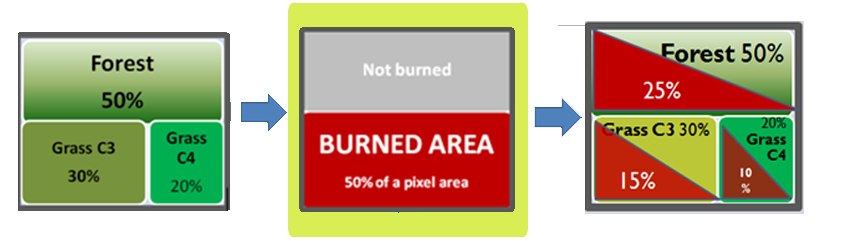 Forest
50%
Grass C3
30%
Grass
C4
20%
Not burned
BURNED AREA
50% of a pixel area
Forest 50%
25%
Grass C3 30%
15%
20%
Grass
C4
10
%